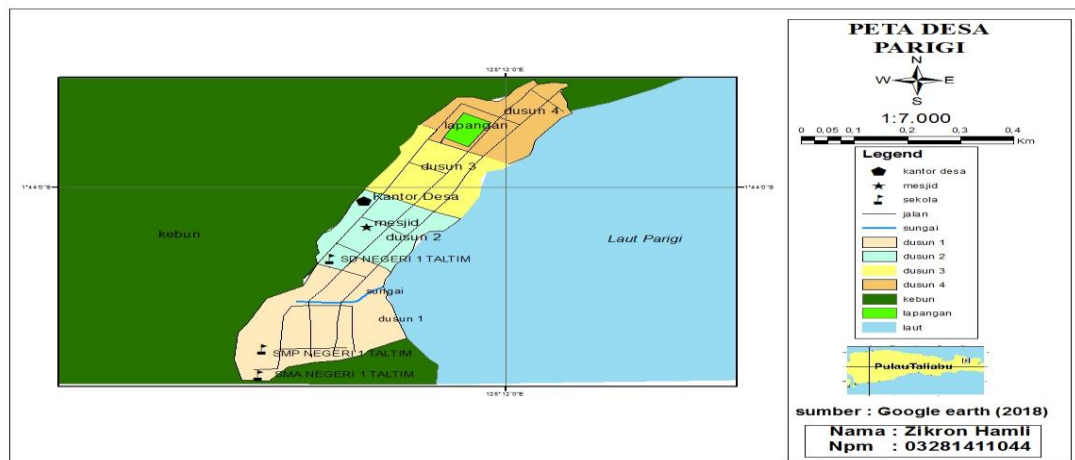 125°12'0"E
dusun 4
lapangan
dusun 3
1°44'0"S
Kantor Desa
mesjid
kebun
dusun 2
Laut Parigi
SD NEGERI 1 TALTIM
sungai
dusun 1
SMP NEGERI 1 TALTIM
SMA NEGERI 1 TALTIM
125°12'0"E
PETA DESA
PARIGI
N
W E
S
1:7.000
0 0,05 0,1 0,2 0,3 0,4
Km
Legend
kantor desa
mesjid
sekola
jalan
sungai
dusun 1
dusun 2
dusun 3
dusun 4
kebun
lapangan
laut
PulauTaliabu
sumber : Google earth (2018)
Nama : Zikron Hamli
Npm : 03281411044